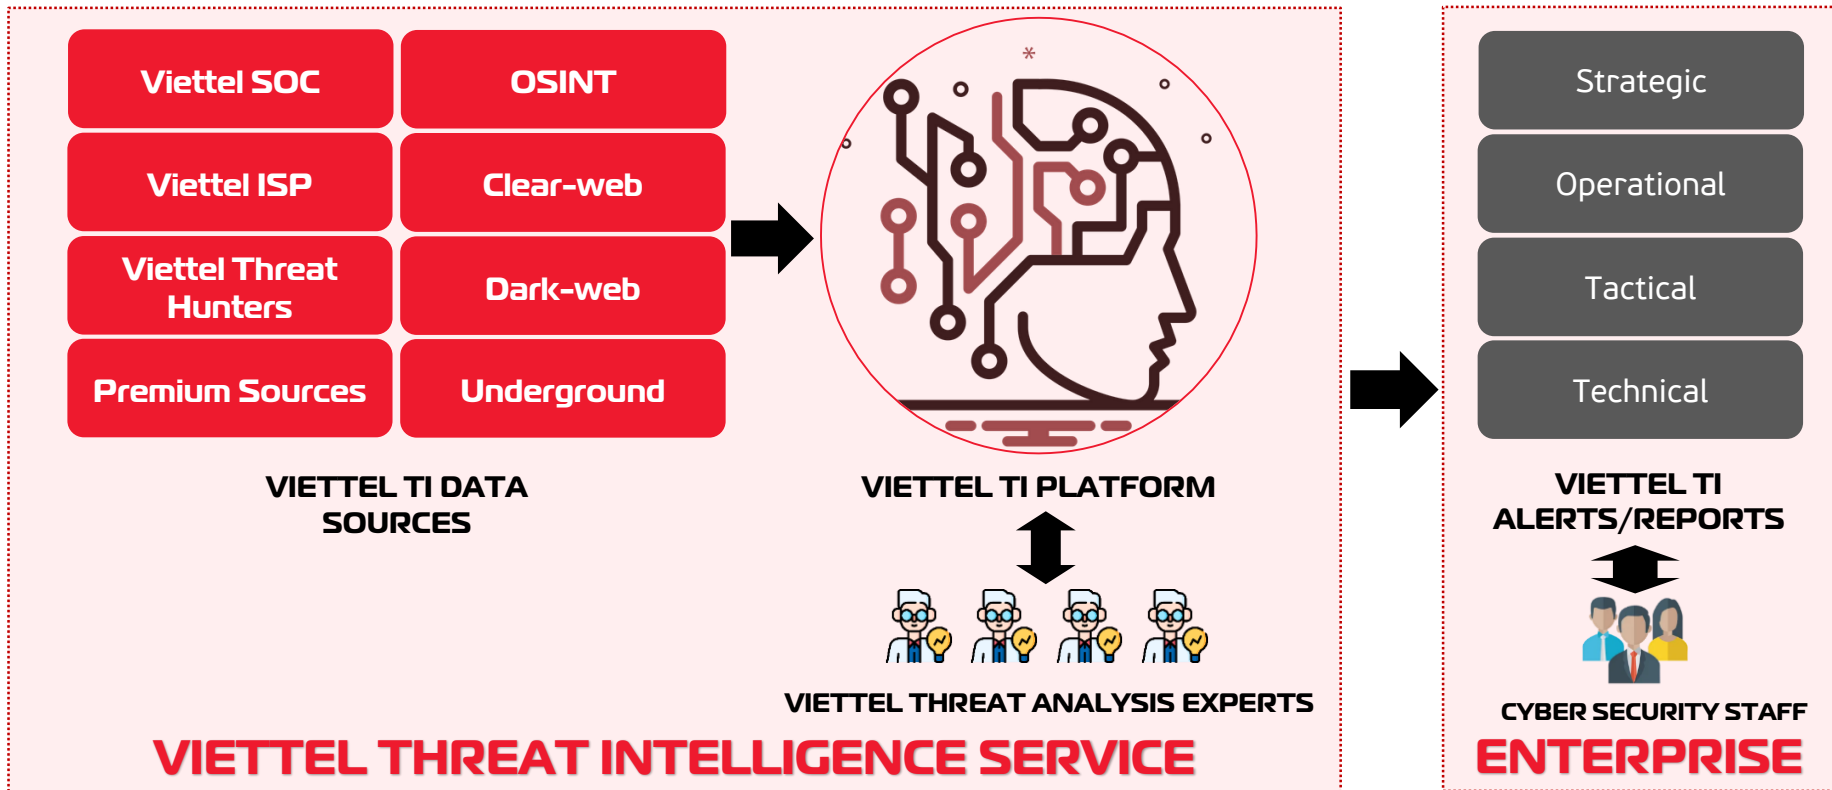 Viettel SOC
OSINT
Viettel ISP
Clear-web
Viettel Threat
Hunters
Dark-web
Premium Sources
Underground
VIETTEL TI DATA
SOURCES
VIETTEL TI PLATFORM
VIETTEL THREAT ANALYSIS EXPERTS
VIETTEL THREAT INTELLIGENCE SERVICE
Strategic
Operational
Tactical
Technical
VIETTEL TI
ALERTS/REPORTS
CYBER SECURITY STAFF
ENTERPRISE